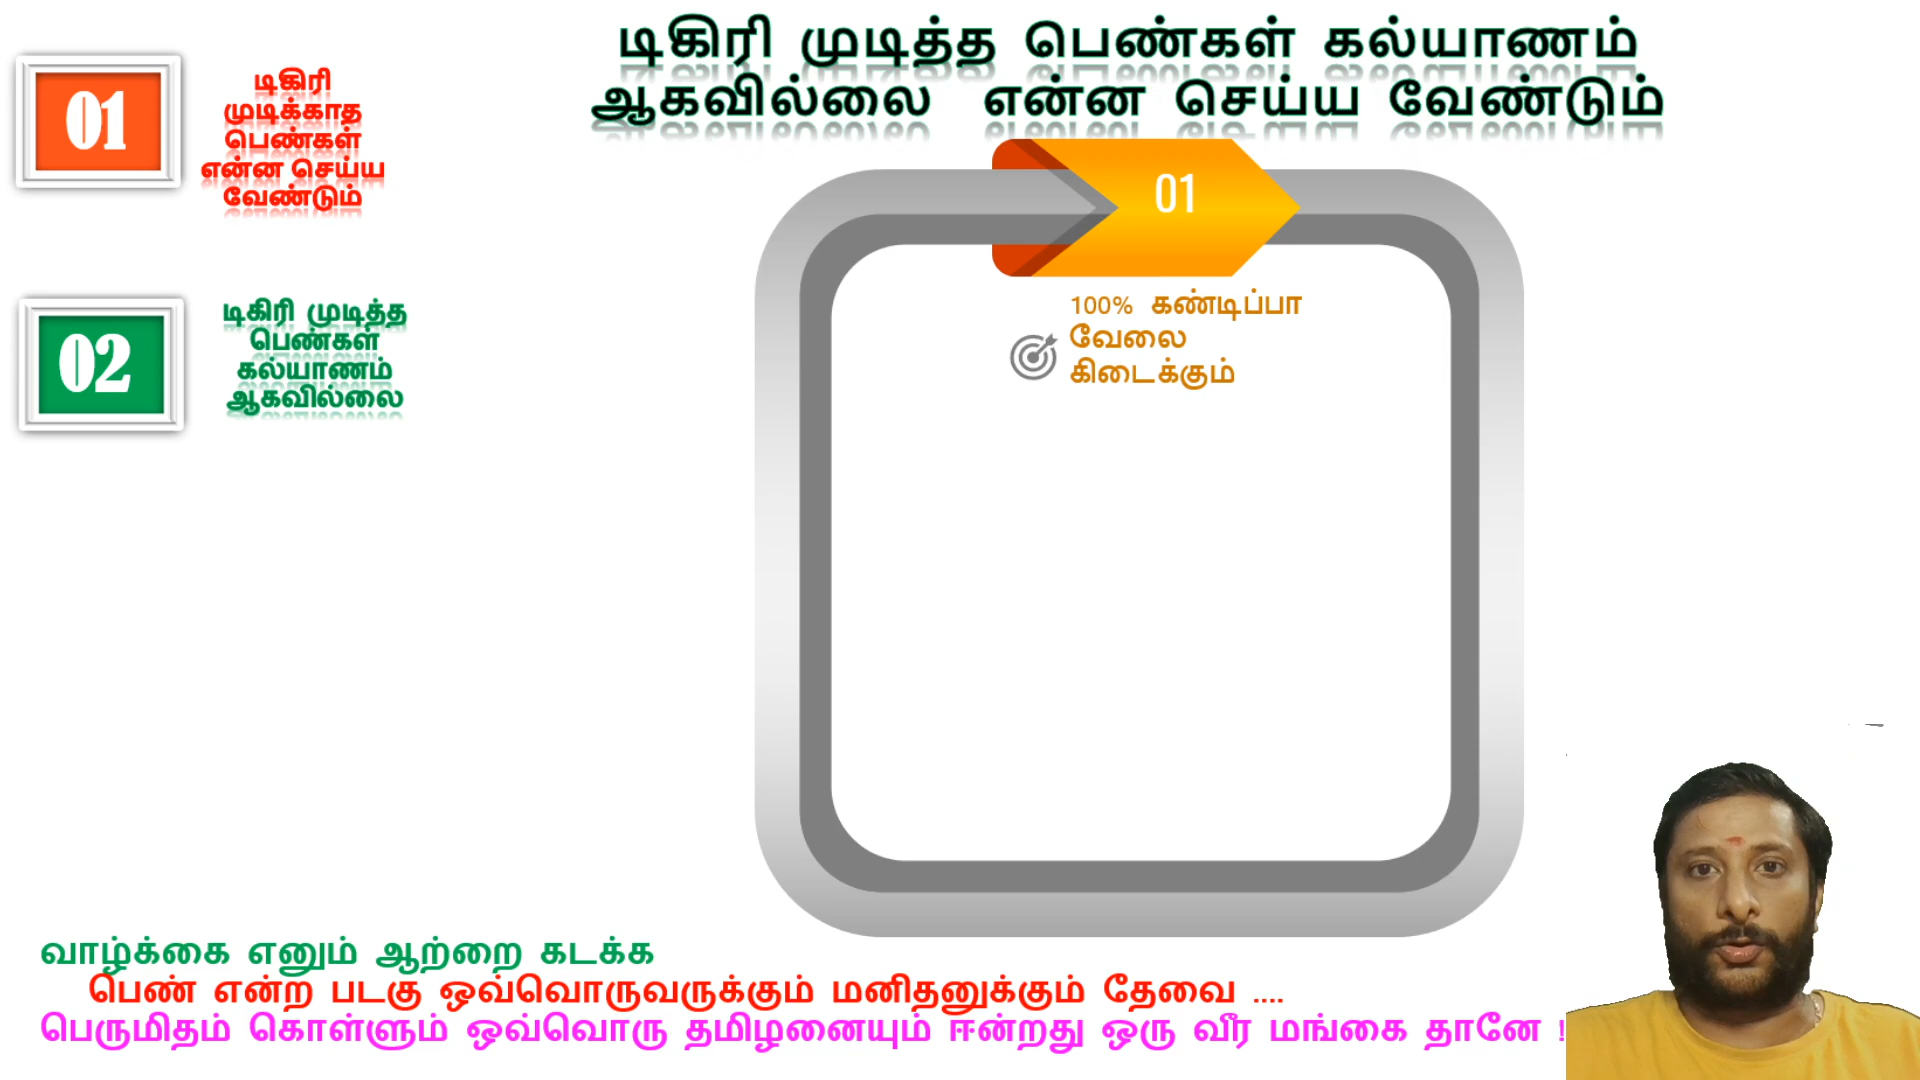 டிகிரி முடித்த பெண்கள் கல்யாணம்
ஆகவில்லை என்ன செய்ய வேண்டும்
01
டிகிரி
முடிக்காத
பெண்கள்
என்ன செய்ய
வேண்டும்
02
டிகிரி முடித்த
பெண்கள்
கல்யாணம்
ஆகவில்லை
01
100% கண்டிப்பா
வேலை
கிடைக்கும்
வாழ்க்கை எனும் ஆற்றை கடக்க
பெண் என்ற படகு ஒவ்வொருவருக்கும் மனிதனுக்கும் தேவை ....
பெருமிதம் கொள்ளும் ஒவ்வொரு தமிழனையும் ஈன்றது ஒரு வீர மங்கை தானே !